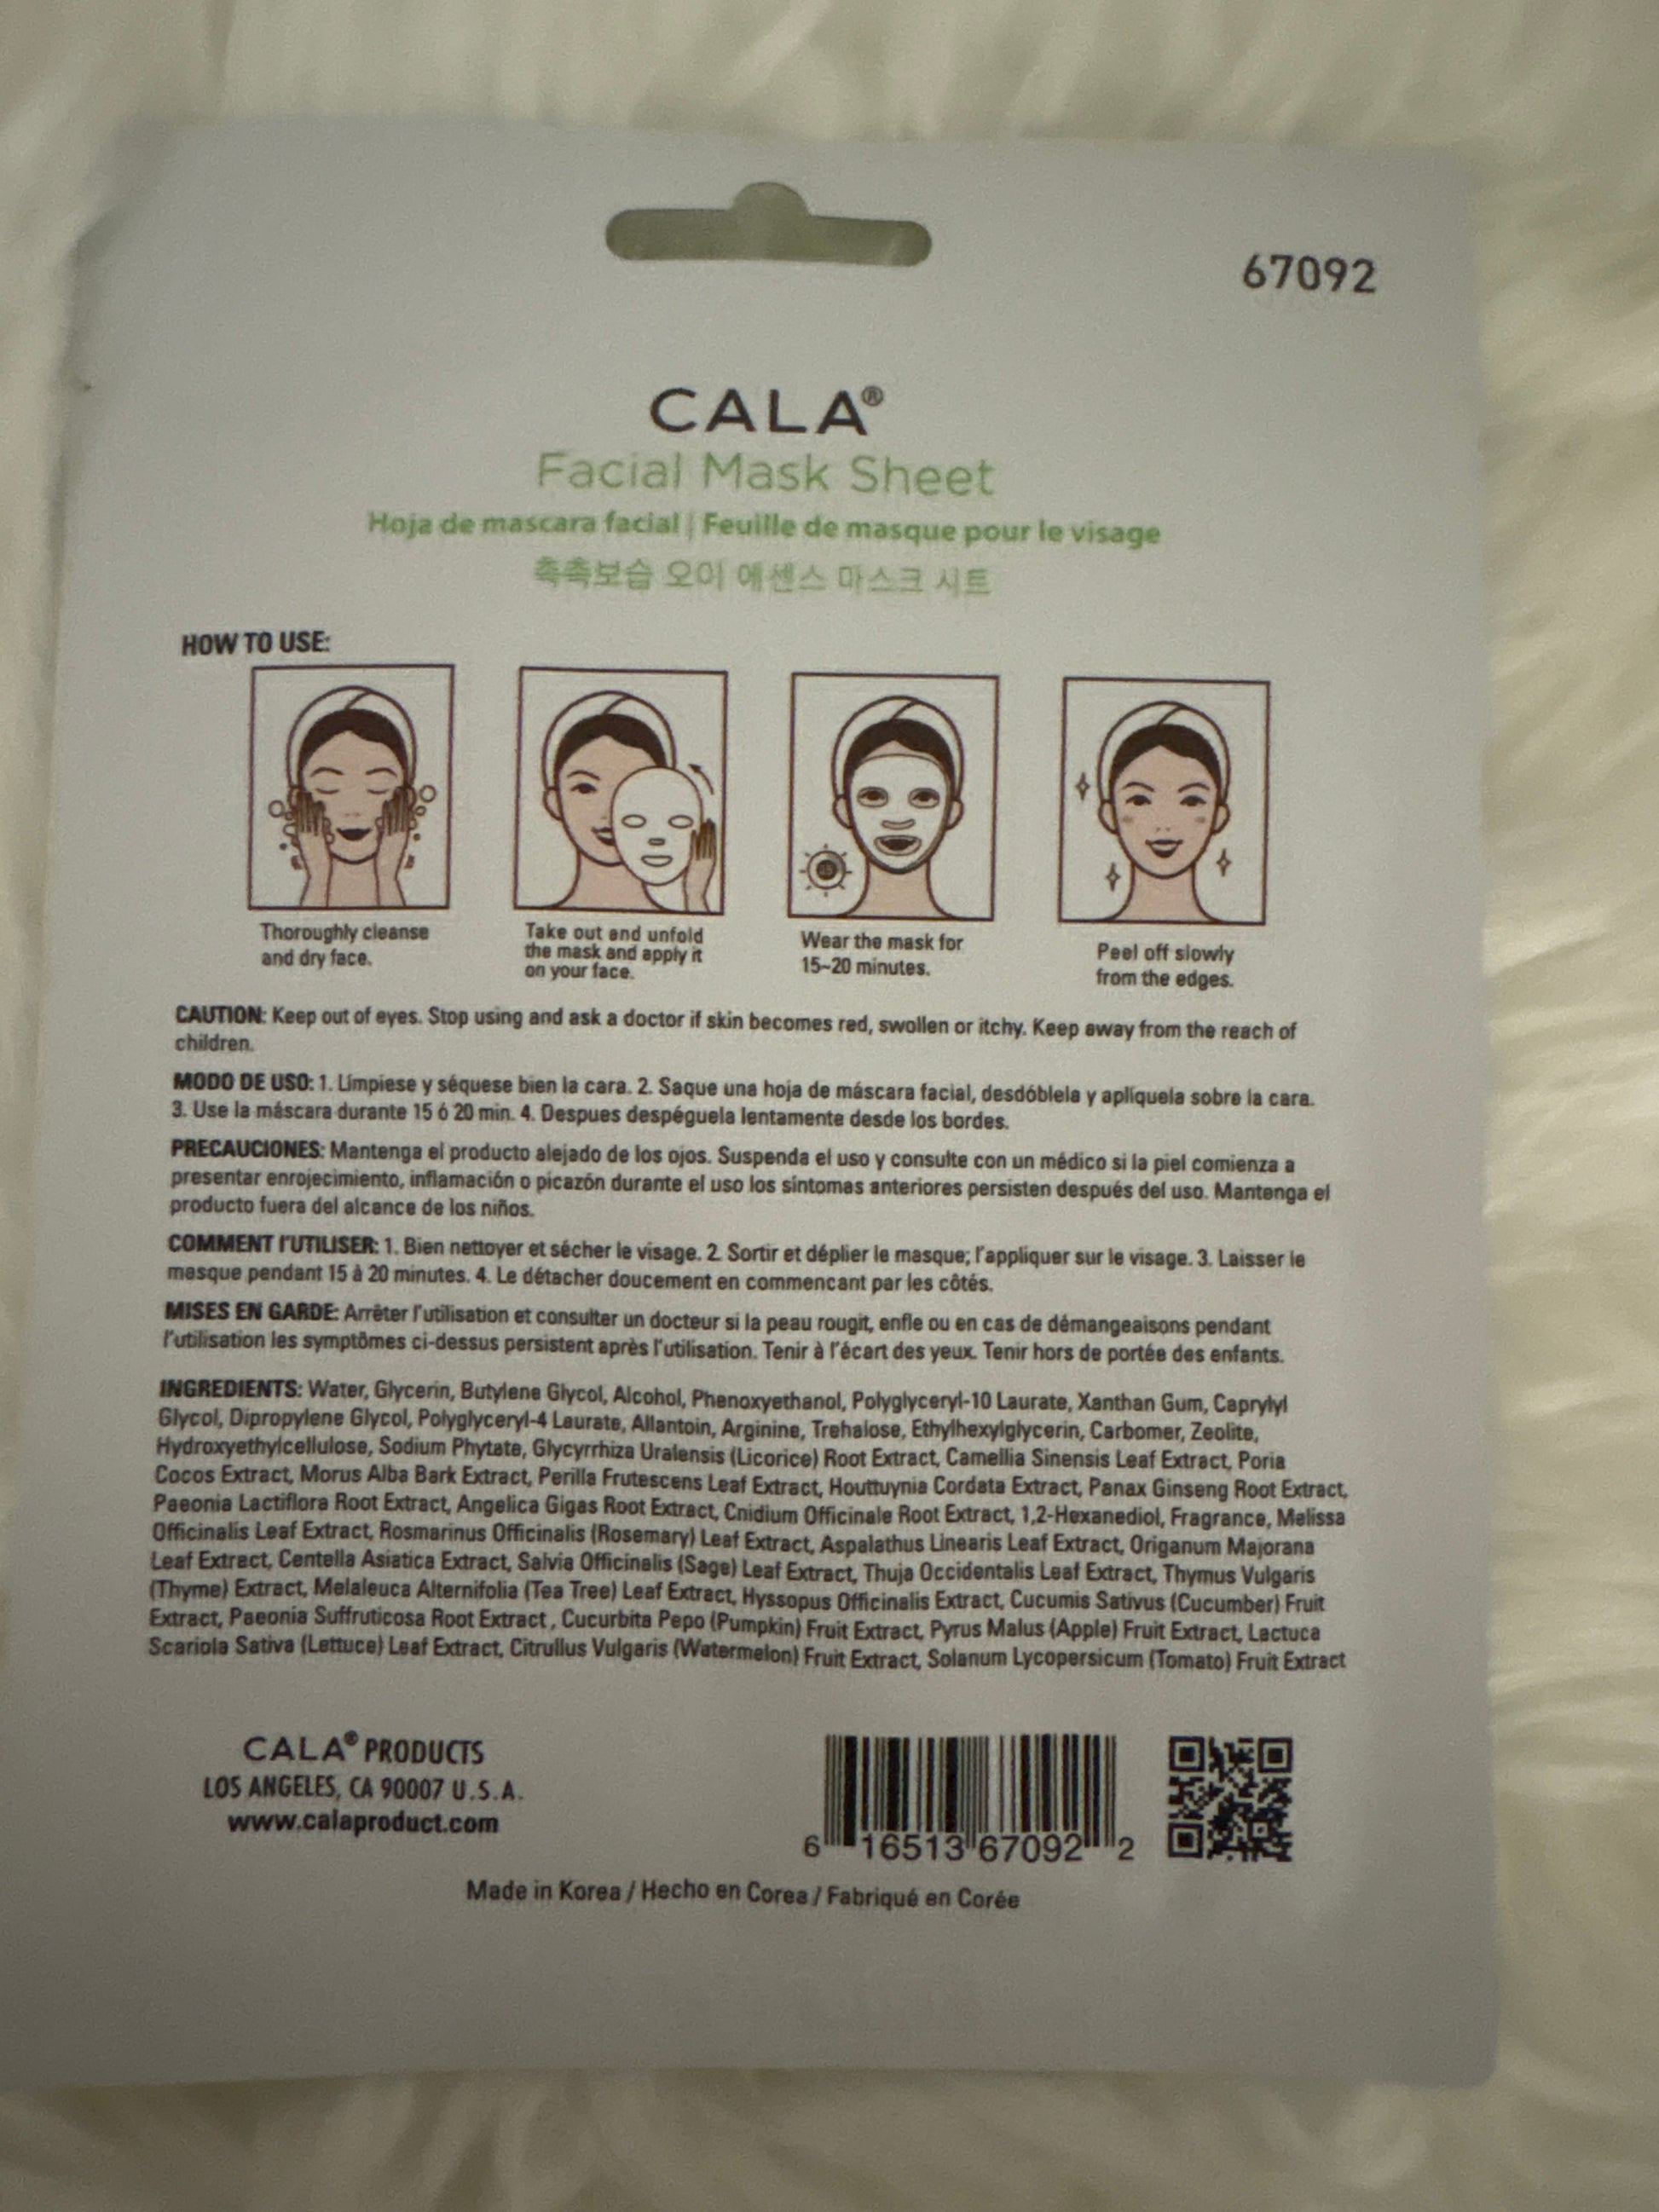 67092
CALA®
Facial Mask Sheet
Hoja de mascara facial | Feuille de masque pour le visage
촉촉보습 오이 에센스 마스크 시트
HOW TO USE:
Thoroughly cleanse
and dry face.
Take out and unfold
the mask and apply it
on your face.
Wear the mask for
15~20 minutes.
Peel off slowly
from the edges.
CAUTION: Keep out of eyes. Stop using and ask a doctor if skin becomes red, swollen or itchy. Keep away from the reach of
children.
MODO DE USO: 1. Límpiese y séquese bien la cara. 2. Saque una hoja de máscara facial, desdóblela y aplíquela sobre la cara.
3. Use la máscara durante 15 ó 20 min. 4. Despues despéguela lentamente desde los bordes.
PRECAUCIONES: Mantenga el producto alejado de los ojos. Suspenda el uso y consulte con un médico si la piel comienza a
presentar enrojecimiento, inflamación o picazón durante el uso los síntomas anteriores persisten después del uso. Mantenga el
producto fuera del alcance de los niños.
COMMENT l'UTILISER: 1. Bien nettoyer et sécher le visage. 2. Sortir et déplier le masque; l'appliquer sur le visage. 3. Laisser le
masque pendant 15 à 20 minutes. 4. Le détacher doucement en commencant par les côtés.
MISES EN GARDE: Arrêter l'utilisation et consulter un docteur si la peau rougit, enfle ou en cas de démangeaisons pendant
l'utilisation les symptômes ci-dessus persistent après l'utilisation. Tenir à l'écart des yeux. Tenir hors de portée des enfants.
INGREDIENTS: Water, Glycerin, Butylene Glycol, Alcohol, Phenoxyethanol, Polyglyceryl-10 Laurate, Xanthan Gum, Caprylyl
Glycol, Dipropylene Glycol, Polyglyceryl-4 Laurate, Allantoin, Arginine, Trehalose, Ethylhexylglycerin, Carbomer, Zeolite,
Hydroxyethylcellulose, Sodium Phytate, Glycyrrhiza Uralensis (Licorice) Root Extract, Camellia Sinensis Leaf Extract, Poria
Cocos Extract, Morus Alba Bark Extract, Perilla Frutescens Leaf Extract, Houttuynia Cordata Extract, Panax Ginseng Root Extract,
Paeonia Lactiflora Root Extract, Angelica Gigas Root Extract, Cnidium Officinale Root Extract, 1,2-Hexanediol, Fragrance, Melissa
Officinalis Leaf Extract, Rosmarinus Officinalis (Rosemary) Leaf Extract, Aspalathus Linearis Leaf Extract, Origanum Majorana
Leaf Extract, Centella Asiatica Extract, Salvia Officinalis (Sage) Leaf Extract, Thuja Occidentalis Leaf Extract, Thymus Vulgaris
(Thyme) Extract, Melaleuca Alternifolia (Tea Tree) Leaf Extract, Hyssopus Officinalis Extract, Cucumis Sativus (Cucumber) Fruit
Extract, Paeonia Suffruticosa Root Extract, Cucurbita Pepo (Pumpkin) Fruit Extract, Pyrus Malus (Apple) Fruit Extract, Lactuca
Scariola Sativa (Lettuce) Leaf Extract, Citrullus Vulgaris (Watermelon) Fruit Extract, Solanum Lycopersicum (Tomato) Fruit Extract
CALA® PRODUCTS
LOS ANGELES, CA 90007 U.S.A.
www.calaproduct.com
6 16513 67092 2
Made in Korea / Hecho en Corea / Fabriqué en Corée